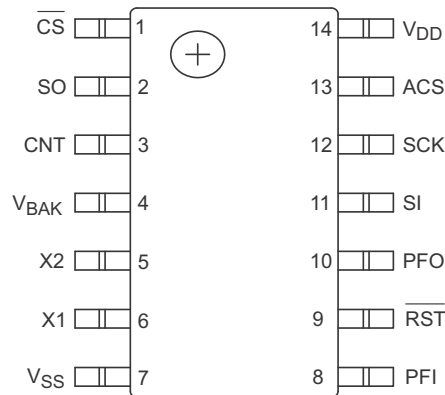 CS 1 14 VDD
SO 2 13 ACS
CNT 3 12 SCK
VBAK 4 11 SI
X2 5 10 PFO
X1 6 9 RST
VSS 7 8 PFI